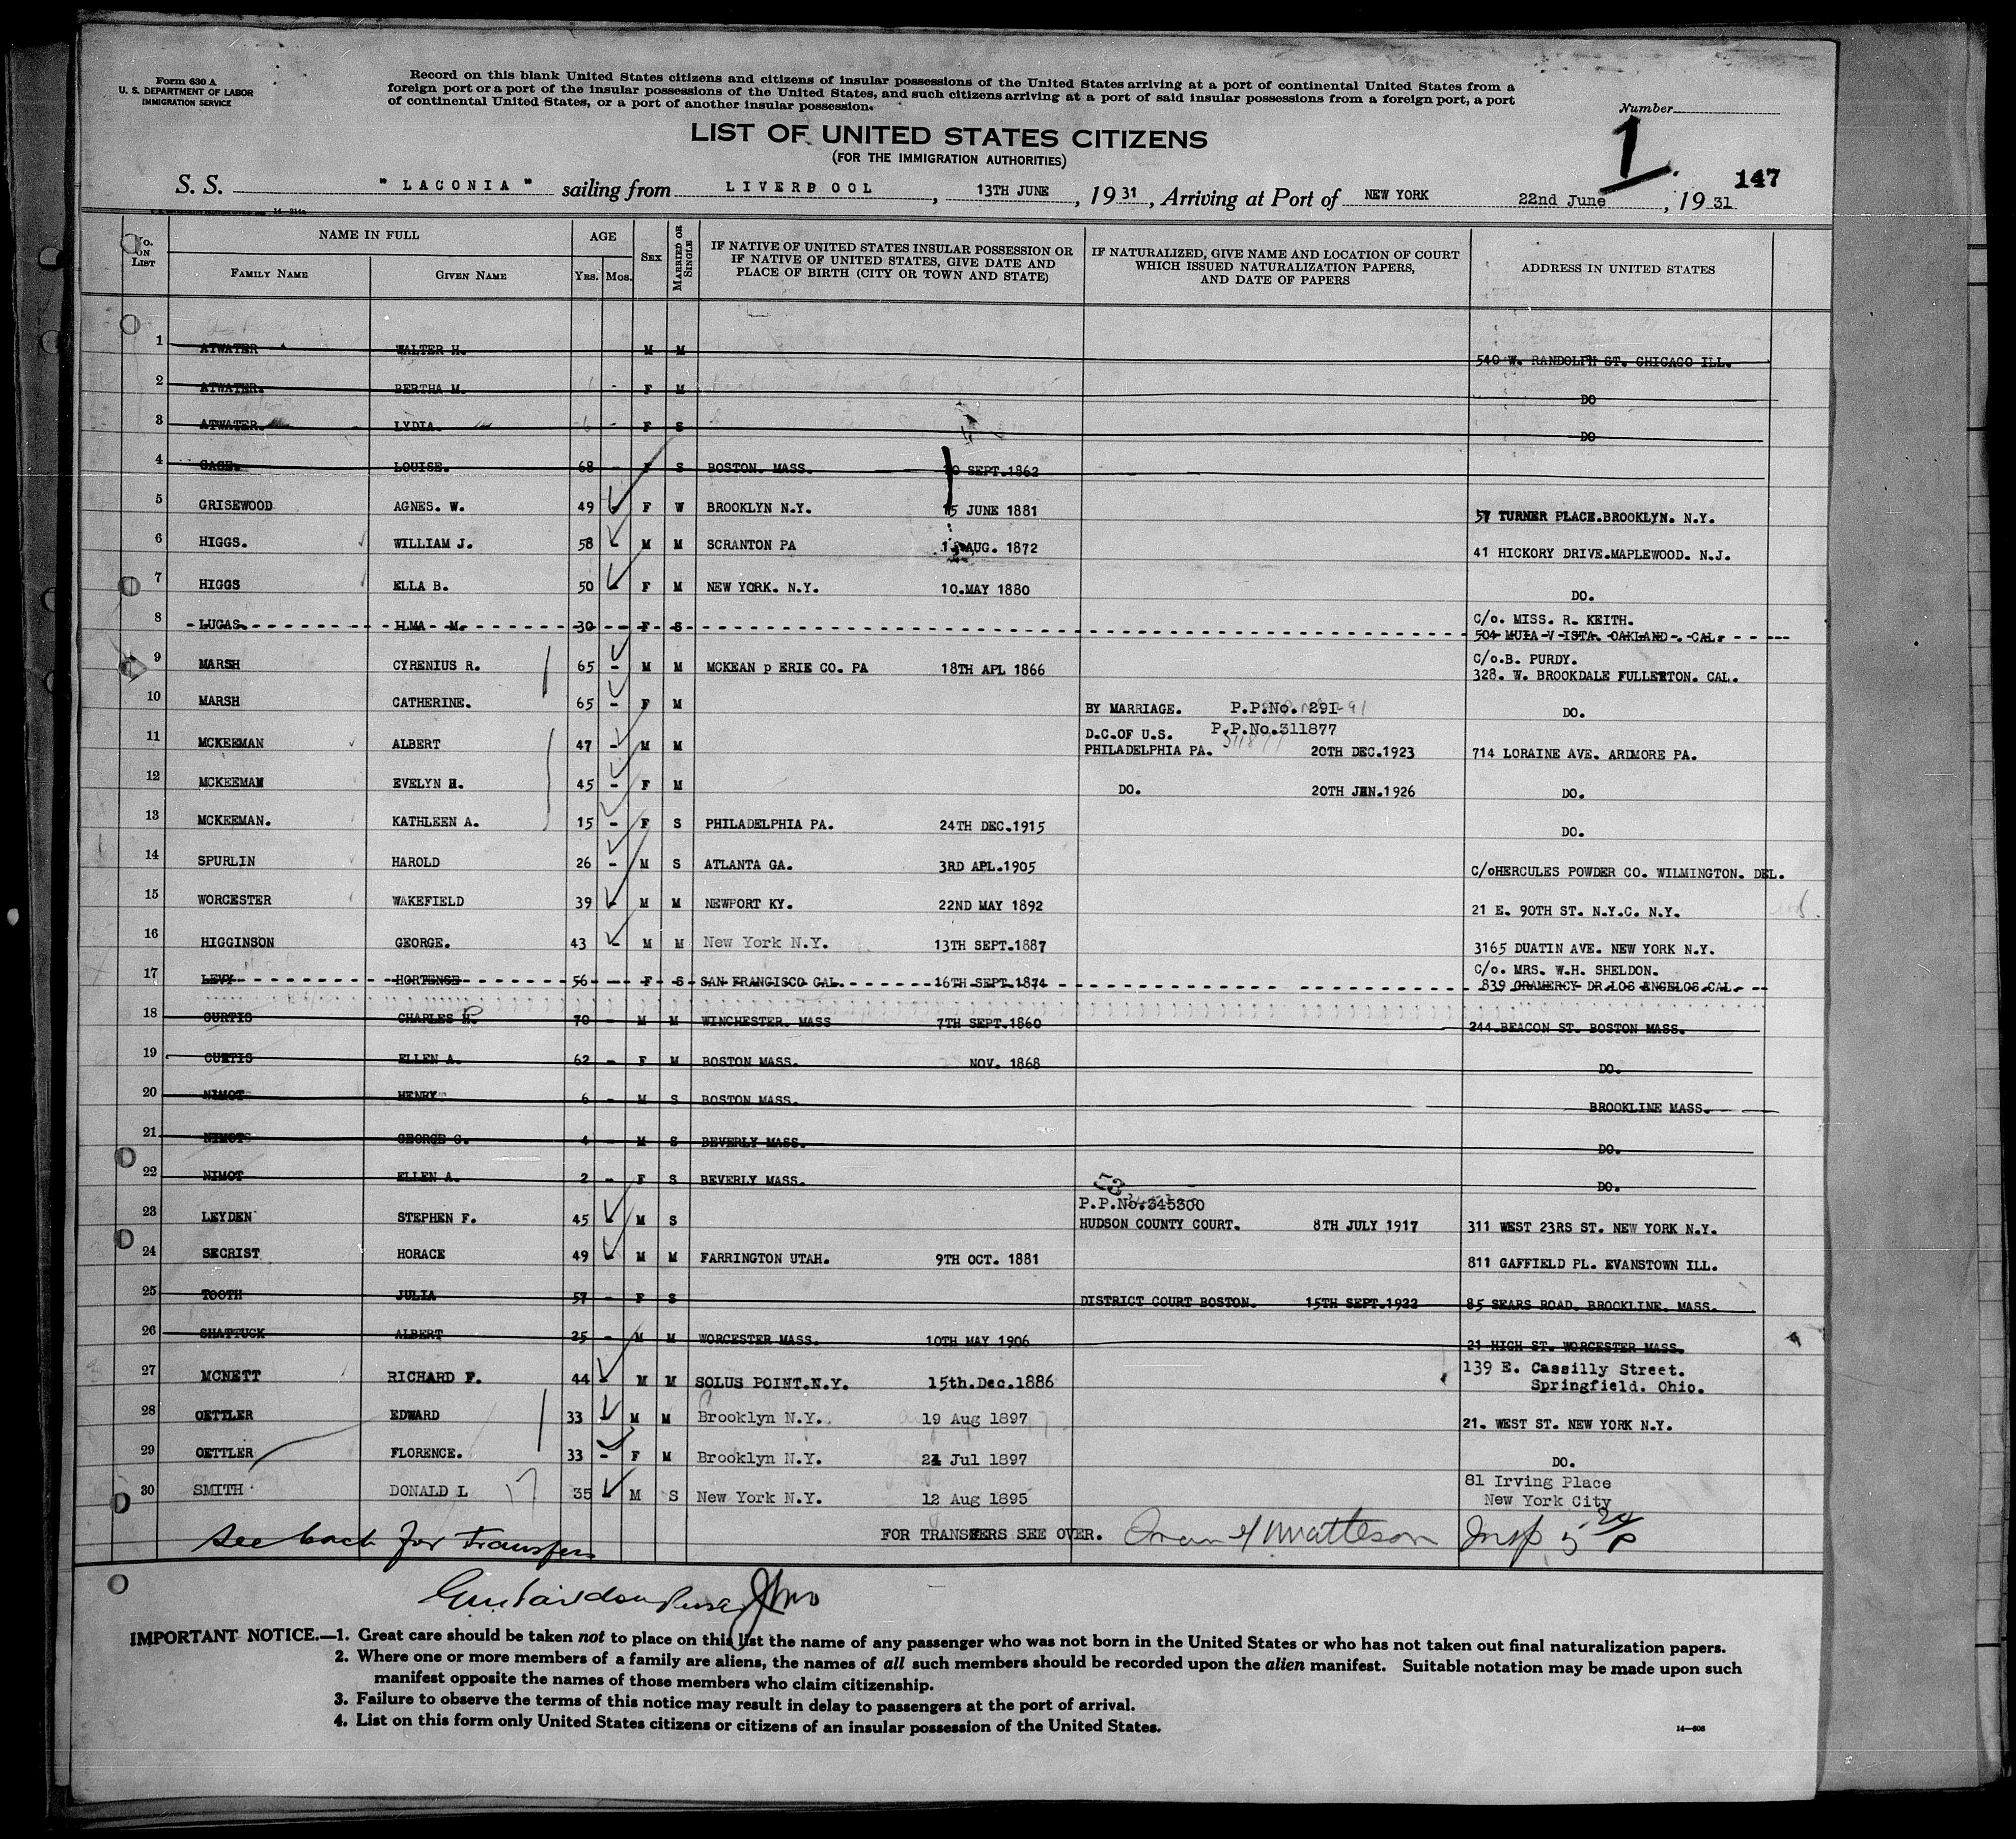 Form 630 A
U. S. DEPARTMENT OF LABOR
IMMIGRATION SERVICE
Record on this blank United States citizens and citizens of insular possessions of the United States arriving at a port of continental United States from a
foreign port or a port of the insular possessions of the United States, and such citizens arriving at a port of said insular possessions from a foreign port, a port
of continental United States, or a port of another insular possession.
Number
1
147
LIST OF UNITED STATES CITIZENS
(FOR THE IMMIGRATION AUTHORITIES)
S. S. " LACONIA " sailing from LIVERPOOL , 13TH JUNE , 19 31 , Arriving at Port of NEW YORK 22nd June , 19 31
No. ON LIST
NAME IN FULL
FAMILY NAME GIVEN NAME
AGE
YRS. MOS.
SEX
MARRIED OR SINGLE
IF NATIVE OF UNITED STATES INSULAR POSSESSION OR
IF NATIVE OF UNITED STATES, GIVE DATE AND
PLACE OF BIRTH (CITY OR TOWN AND STATE)
IF NATURALIZED, GIVE NAME AND LOCATION OF COURT
WHICH ISSUED NATURALIZATION PAPERS,
AND DATE OF PAPERS
ADDRESS IN UNITED STATES
1 ATWATER WALTER H. M M 540 W. RANDOLPH ST. CHICAGO ILL.
2 ATWATER. BERTHA M. - F M DO
3 ATWATER. LYDIA. - F S DO
4 GAGE. LOUISE. 68 - F S BOSTON. MASS. SEPT.1862
5 GRISEWOOD AGNES. W. 49 - F W BROOKLYN N.Y. 15 JUNE 1881 57 TURNER PLACE.BROOKLYN. N.Y.
6 HIGGS. WILLIAM J. 58 - M M SCRANTON PA AUG. 1872 41 HICKORY DRIVE.MAPLEWOOD. N.J.
7 HIGGS ELLA B. 50 - F M NEW YORK. N.Y. 10.MAY 1880 DO.
8 LUCAS. M. 30 - F S C/o. MISS. R. KEITH.
504 V ISTA. OAKLAND . CAL.
9 MARSH CYRENIUS R. 65 - M M MCKEAN p ERIE CO. PA 18TH APL 1866 C/o.B. PURDY.
328. W. BROOKDALE FULLERTON. CAL.
10 MARSH CATHERINE. 65 - F M BY MARRIAGE. P.P.No. 291 DO.
11 MCKEEMAN ALBERT 47 - M M D.C.OF U.S. P.P.No.311877
PHILADELPHIA PA. 20TH DEC.1923 714 LORAINE AVE. ARDMORE PA.
12 MCKEEMAN EVELYN H. 45 - F M DO. 20TH JAN.1926 DO.
13 MCKEEMAN. KATHLEEN A. 15 - F S PHILADELPHIA PA. 24TH DEC.1915 DO.
14 SPURLIN HAROLD 26 - M S ATLANTA GA. 3RD APL.1905 C/oHERCULES POWDER CO. WILMINGTON. DEL.
15 WORCESTER WAKEFIELD 39 - M M NEWPORT KY. 22ND MAY 1892 21 E. 90TH ST. N.Y.C. N.Y.
16 HIGGINSON GEORGE. 43 - M M New York N.Y. 13TH SEPT.1887 3165 DUATIN AVE. NEW YORK N.Y.
17 LEVY HORTENSE 56 - F S SAN FRANCISCO CAL. 16TH SEPT.1874 C/o. MRS. W.H. SHELDON.
839 GRAMERCY DR.LOS ANGELOS.CAL.
18 CURTIS CHARLES P. 70 - M M WINCHESTER. MASS 7TH SEPT.1860 244.BEACON ST. BOSTON MASS.
19 CURTIS ELLEN A. 62 - F M BOSTON MASS. NOV. 1868 DO.
20 NIMOT HENRY 6 - M S BOSTON MASS. BROOKLINE MASS.
21 NIMOT GEORGE C. 4 - M S BEVERLY MASS. DO.
22 NIMOT ELLEN A. 2 - F S BEVERLY MASS. DO.
53
P.P.No.345300
23 LEYDEN STEPHEN F. 45 - M S HUDSON COUNTY COURT. 8TH JULY 1917 311 WEST 23RS ST. NEW YORK N.Y.
24 SECRIST HORACE 49 - M M FARRINGTON UTAH. 9TH OCT. 1881 811 GAFFIELD PL. EVANSTOWN ILL.
25 TOOTH JULIA 57 - F S DISTRICT COURT BOSTON. 15TH SEPT.1922 85 SEARS ROAD. BROOKLINE. MASS.
26 SHATTUCK ALBERT 25 - M M WORCESTER MASS. 10TH MAY 1906 21 HIGH ST. WORCESTER MASS.
27 MCNETT RICHARD F. 44 - M M SOLUS POINT.N.Y. 15th.Dec.1886 139 E. Cassilly Street.
Springfield. Ohio.
28 OETTLER EDWARD 33 - M M Brooklyn N.Y. 19 Aug 1897 21. WEST ST. NEW YORK N.Y.
29 OETTLER FLORENCE. 33 - F M Brooklyn N.Y. 24 Jul 1897 DO.
30 SMITH DONALD L 35 - M S New York N.Y. 12 Aug 1895 81 Irving Place
New York City
see back for transfers
FOR TRANSFERS SEE OVER. Matteson Insp
IMPORTANT NOTICE.—1. Great care should be taken not to place on this list the name of any passenger who was not born in the United States or who has not taken out final naturalization papers.
2. Where one or more members of a family are aliens, the names of all such members should be recorded upon the alien manifest. Suitable notation may be made upon such
manifest opposite the names of those members who claim citizenship.
3. Failure to observe the terms of this notice may result in delay to passengers at the port of arrival.
4. List on this form only United States citizens or citizens of an insular possession of the United States.